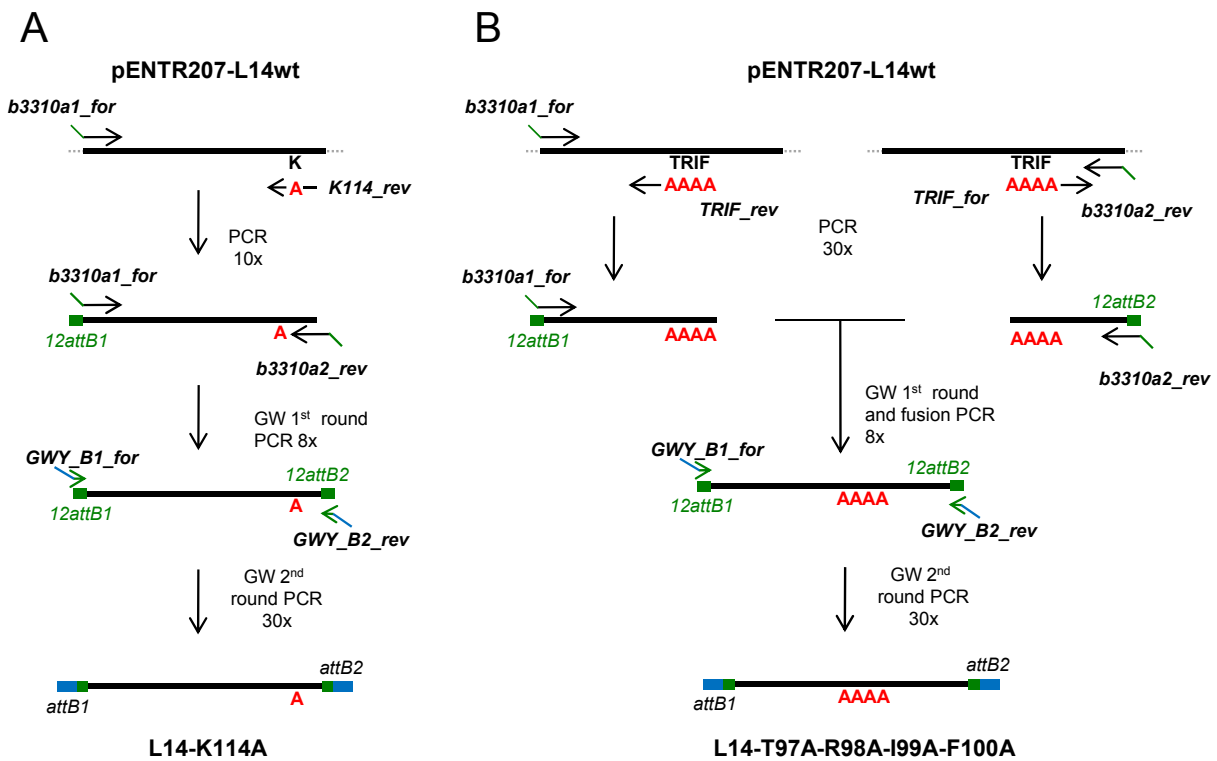 A
pENTR207-L14wt
b3310a1_for
K
A
K114_rev
PCR
10x
b3310a1_for
12attB1
A
b3310a2_rev
GW 1st round
PCR 8x
GWY_B1_for
12attB2
12attB1
A
GWY_B2_rev
GW 2nd
round PCR
30x
attB2
attB1
A
L14-K114A
B
pENTR207-L14wt
b3310a1_for
TRIF
AAAA
TRIF_rev
TRIF
AAAA
TRIF_for
b3310a2_rev
PCR
30x
b3310a1_for
12attB1
AAAA
12attB2
AAAA
b3310a2_rev
GW 1st round
and fusion PCR
8x
GWY_B1_for
12attB2
12attB1
AAAA
GWY_B2_rev
GW 2nd
round PCR
30x
attB2
attB1
AAAA
L14-T97A-R98A-I99A-F100A